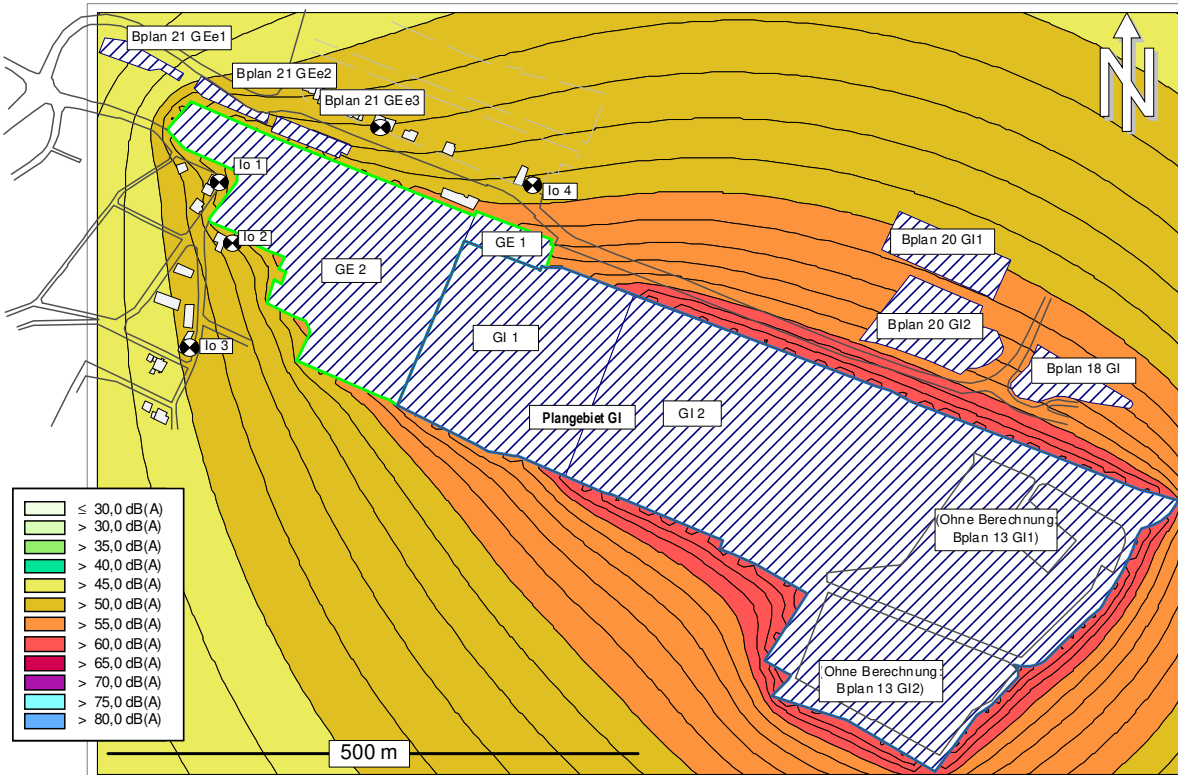 Bplan 21 GEe1
Bplan 21 GEe2
Bplan 21 GEe3
N
Io 1
Io 4
Io 2
GE 1
Bplan 20 GI1
GE 2
Bplan 20 GI2
GI 1
Io 3
Bplan 18 GI
Plangebiet GI
GI 2
≤ 30,0 dB(A)
> 30,0 dB(A)
> 35,0 dB(A)
> 40,0 dB(A)
> 45,0 dB(A)
> 50,0 dB(A)
> 55,0 dB(A)
> 60,0 dB(A)
> 65,0 dB(A)
> 70,0 dB(A)
> 75,0 dB(A)
> 80,0 dB(A)
(Ohne Berechnung:
Bplan 13 GI1)
(Ohne Berechnung:
Bplan 13 GI2)
500 m